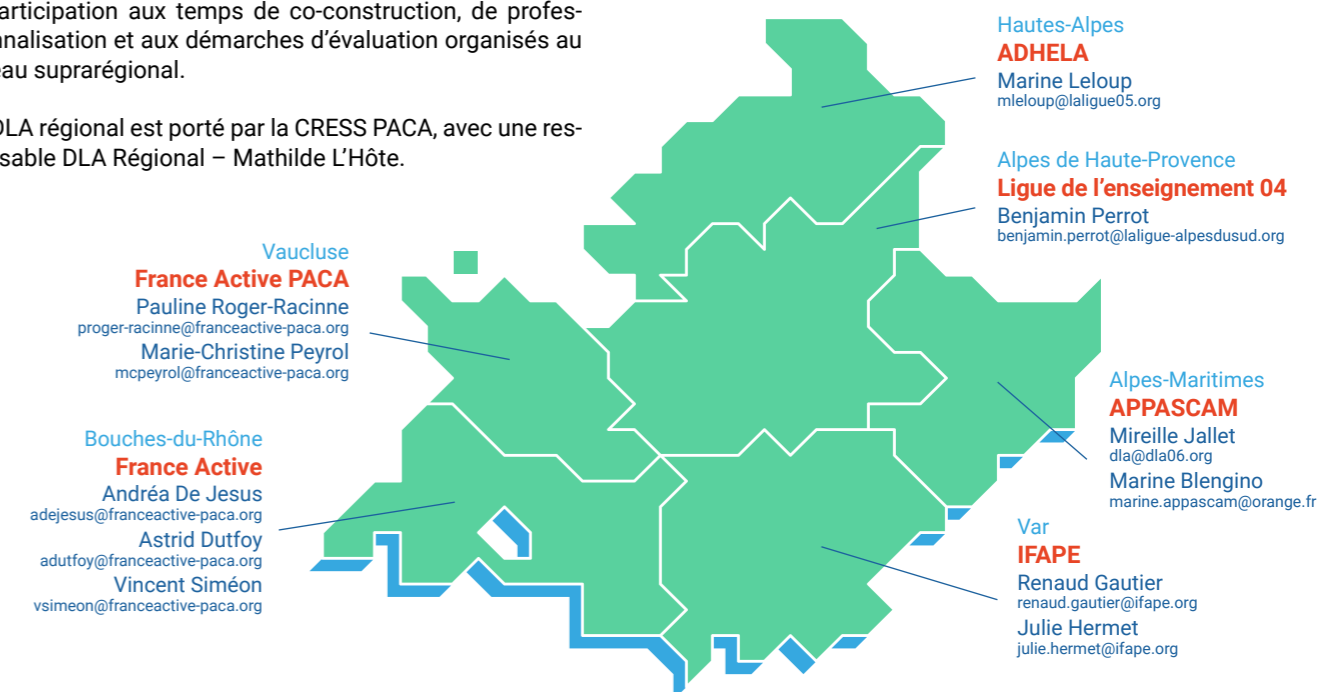 articipation aux temps de co-construction, de profes-
nnalisation et aux démarches d'évaluation organisés au
eau suprarégional.
DLA régional est porté par la CRESS PACA, avec une res-
sable DLA Régional – Mathilde L'Hôte.
Hautes-Alpes
ADHELA
Marine Leloup
mleloup@laligue05.org
Alpes de Haute-Provence
Ligue de l'enseignement 04
Benjamin Perrot
benjamin.perrot@laligue-alpesdusud.org
Vaucluse
France Active PACA
Pauline Roger-Racinne
proger-racinne@franceactive-paca.org
Marie-Christine Peyrol
mcpeyrol@franceactive-paca.org
Alpes-Maritimes
APPASCAM
Mireille Jallet
dla@dla06.org
Marine Blengino
marine.appascam@orange.fr
Bouches-du-Rhône
France Active
Andréa De Jesus
adejesus@franceactive-paca.org
Astrid Dutfoy
adutfoy@franceactive-paca.org
Vincent Siméon
vsimeon@franceactive-paca.org
Var
IFAPE
Renaud Gautier
renaud.gautier@ifape.org
Julie Hermet
julie.hermet@ifape.org